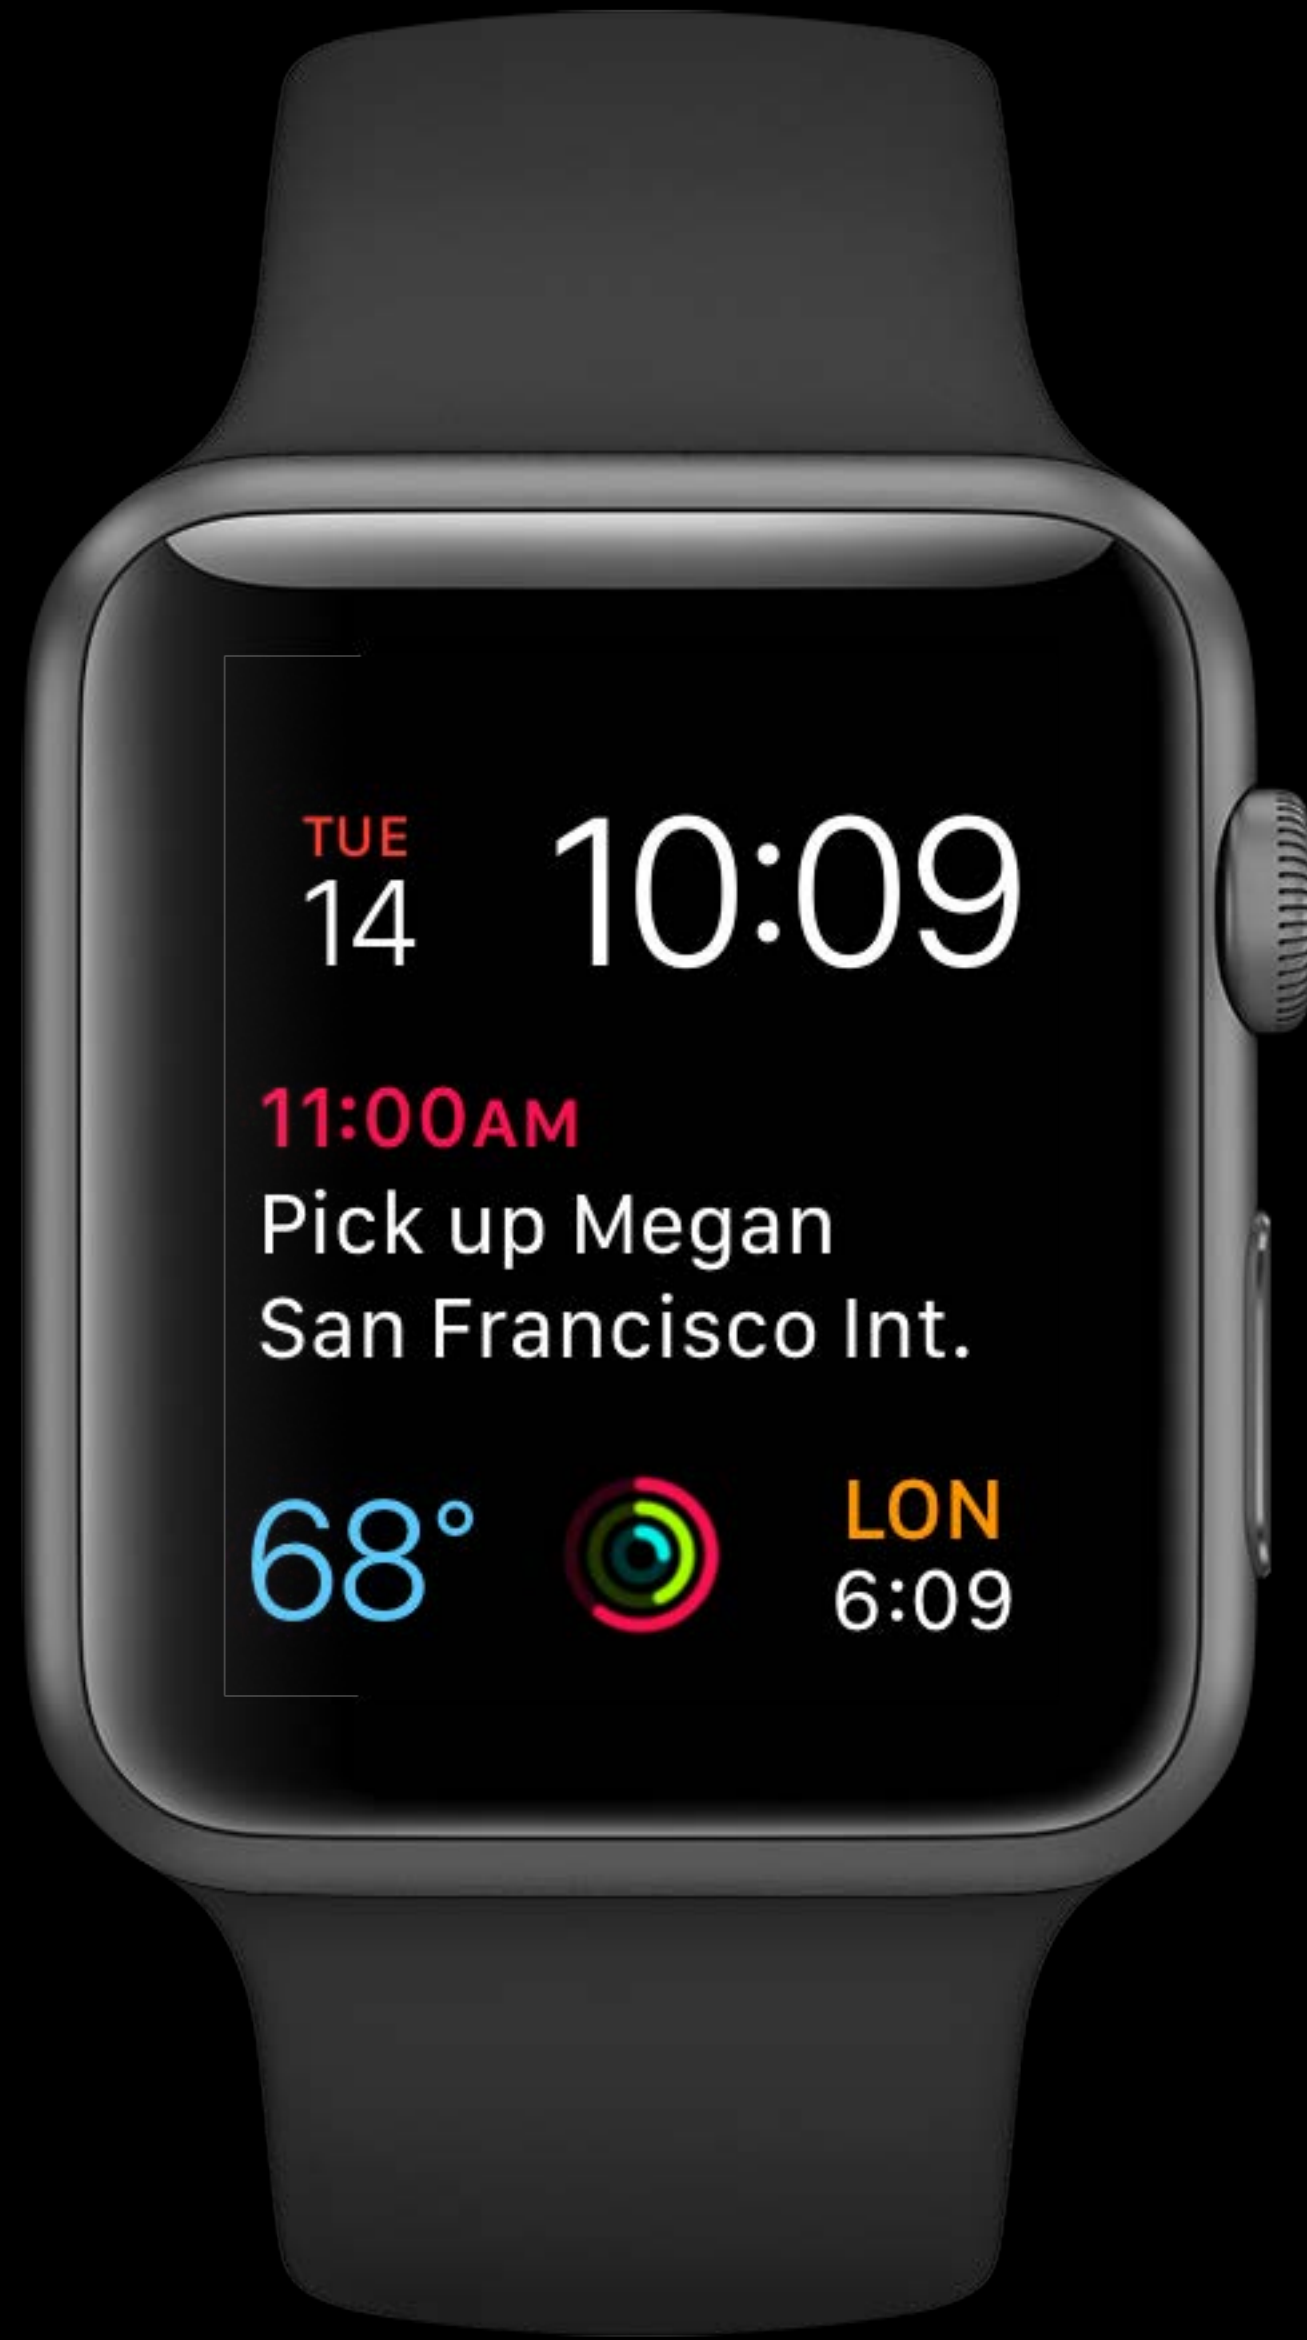 TUE
14
10:09
11:00AM
Pick up Megan
San Francisco Int.
68°
LON
6:09